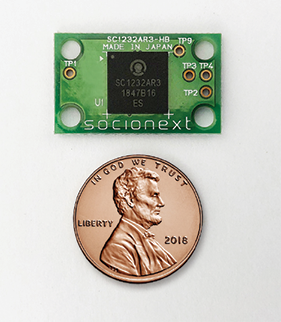 SC1232AR3-HB
MADE IN JAPAN
TP9
TP1
TP3 TP4
TP2
SC1232AR3
1847B16
ES
U1
socionext
IN GOD WE TRUST
LIBERTY
2018